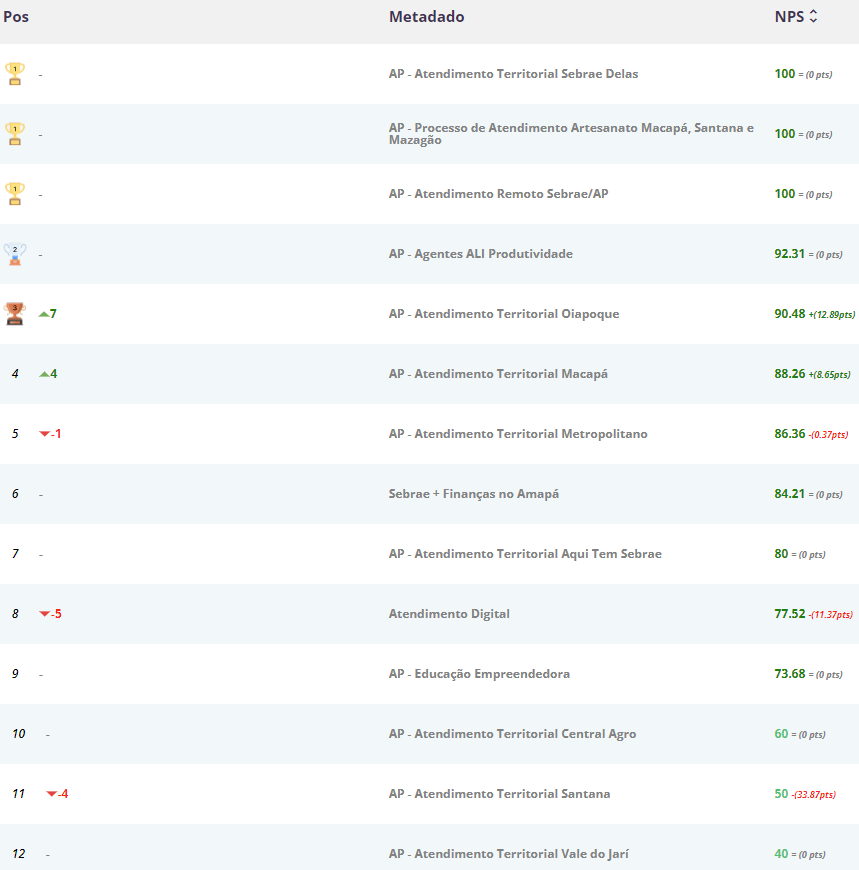 Pos Metadado NPS
1 - AP - Atendimento Territorial Sebrae Delas 100 = (0 pts)
1 - AP - Processo de Atendimento Artesanato Macapá, Santana e
Mazagão 100 = (0 pts)
1 - AP - Atendimento Remoto Sebrae/AP 100 = (0 pts)
2 - AP - Agentes ALI Produtividade 92.31 = (0 pts)
3 7 AP - Atendimento Territorial Oiapoque 90.48 +(12.89pts)
4 4 AP - Atendimento Territorial Macapá 88.26 +(8.65pts)
5 -1 AP - Atendimento Territorial Metropolitano 86.36 -(0.37pts)
6 - Sebrae + Finanças no Amapá 84.21 = (0 pts)
7 - AP - Atendimento Territorial Aqui Tem Sebrae 80 = (0 pts)
8 -5 Atendimento Digital 77.52 -(11.37pts)
9 - AP - Educação Empreendedora 73.68 = (0 pts)
10 - AP - Atendimento Territorial Central Agro 60 = (0 pts)
11 -4 AP - Atendimento Territorial Santana 50 -(33.87pts)
12 - AP - Atendimento Territorial Vale do Jarí 40 = (0 pts)